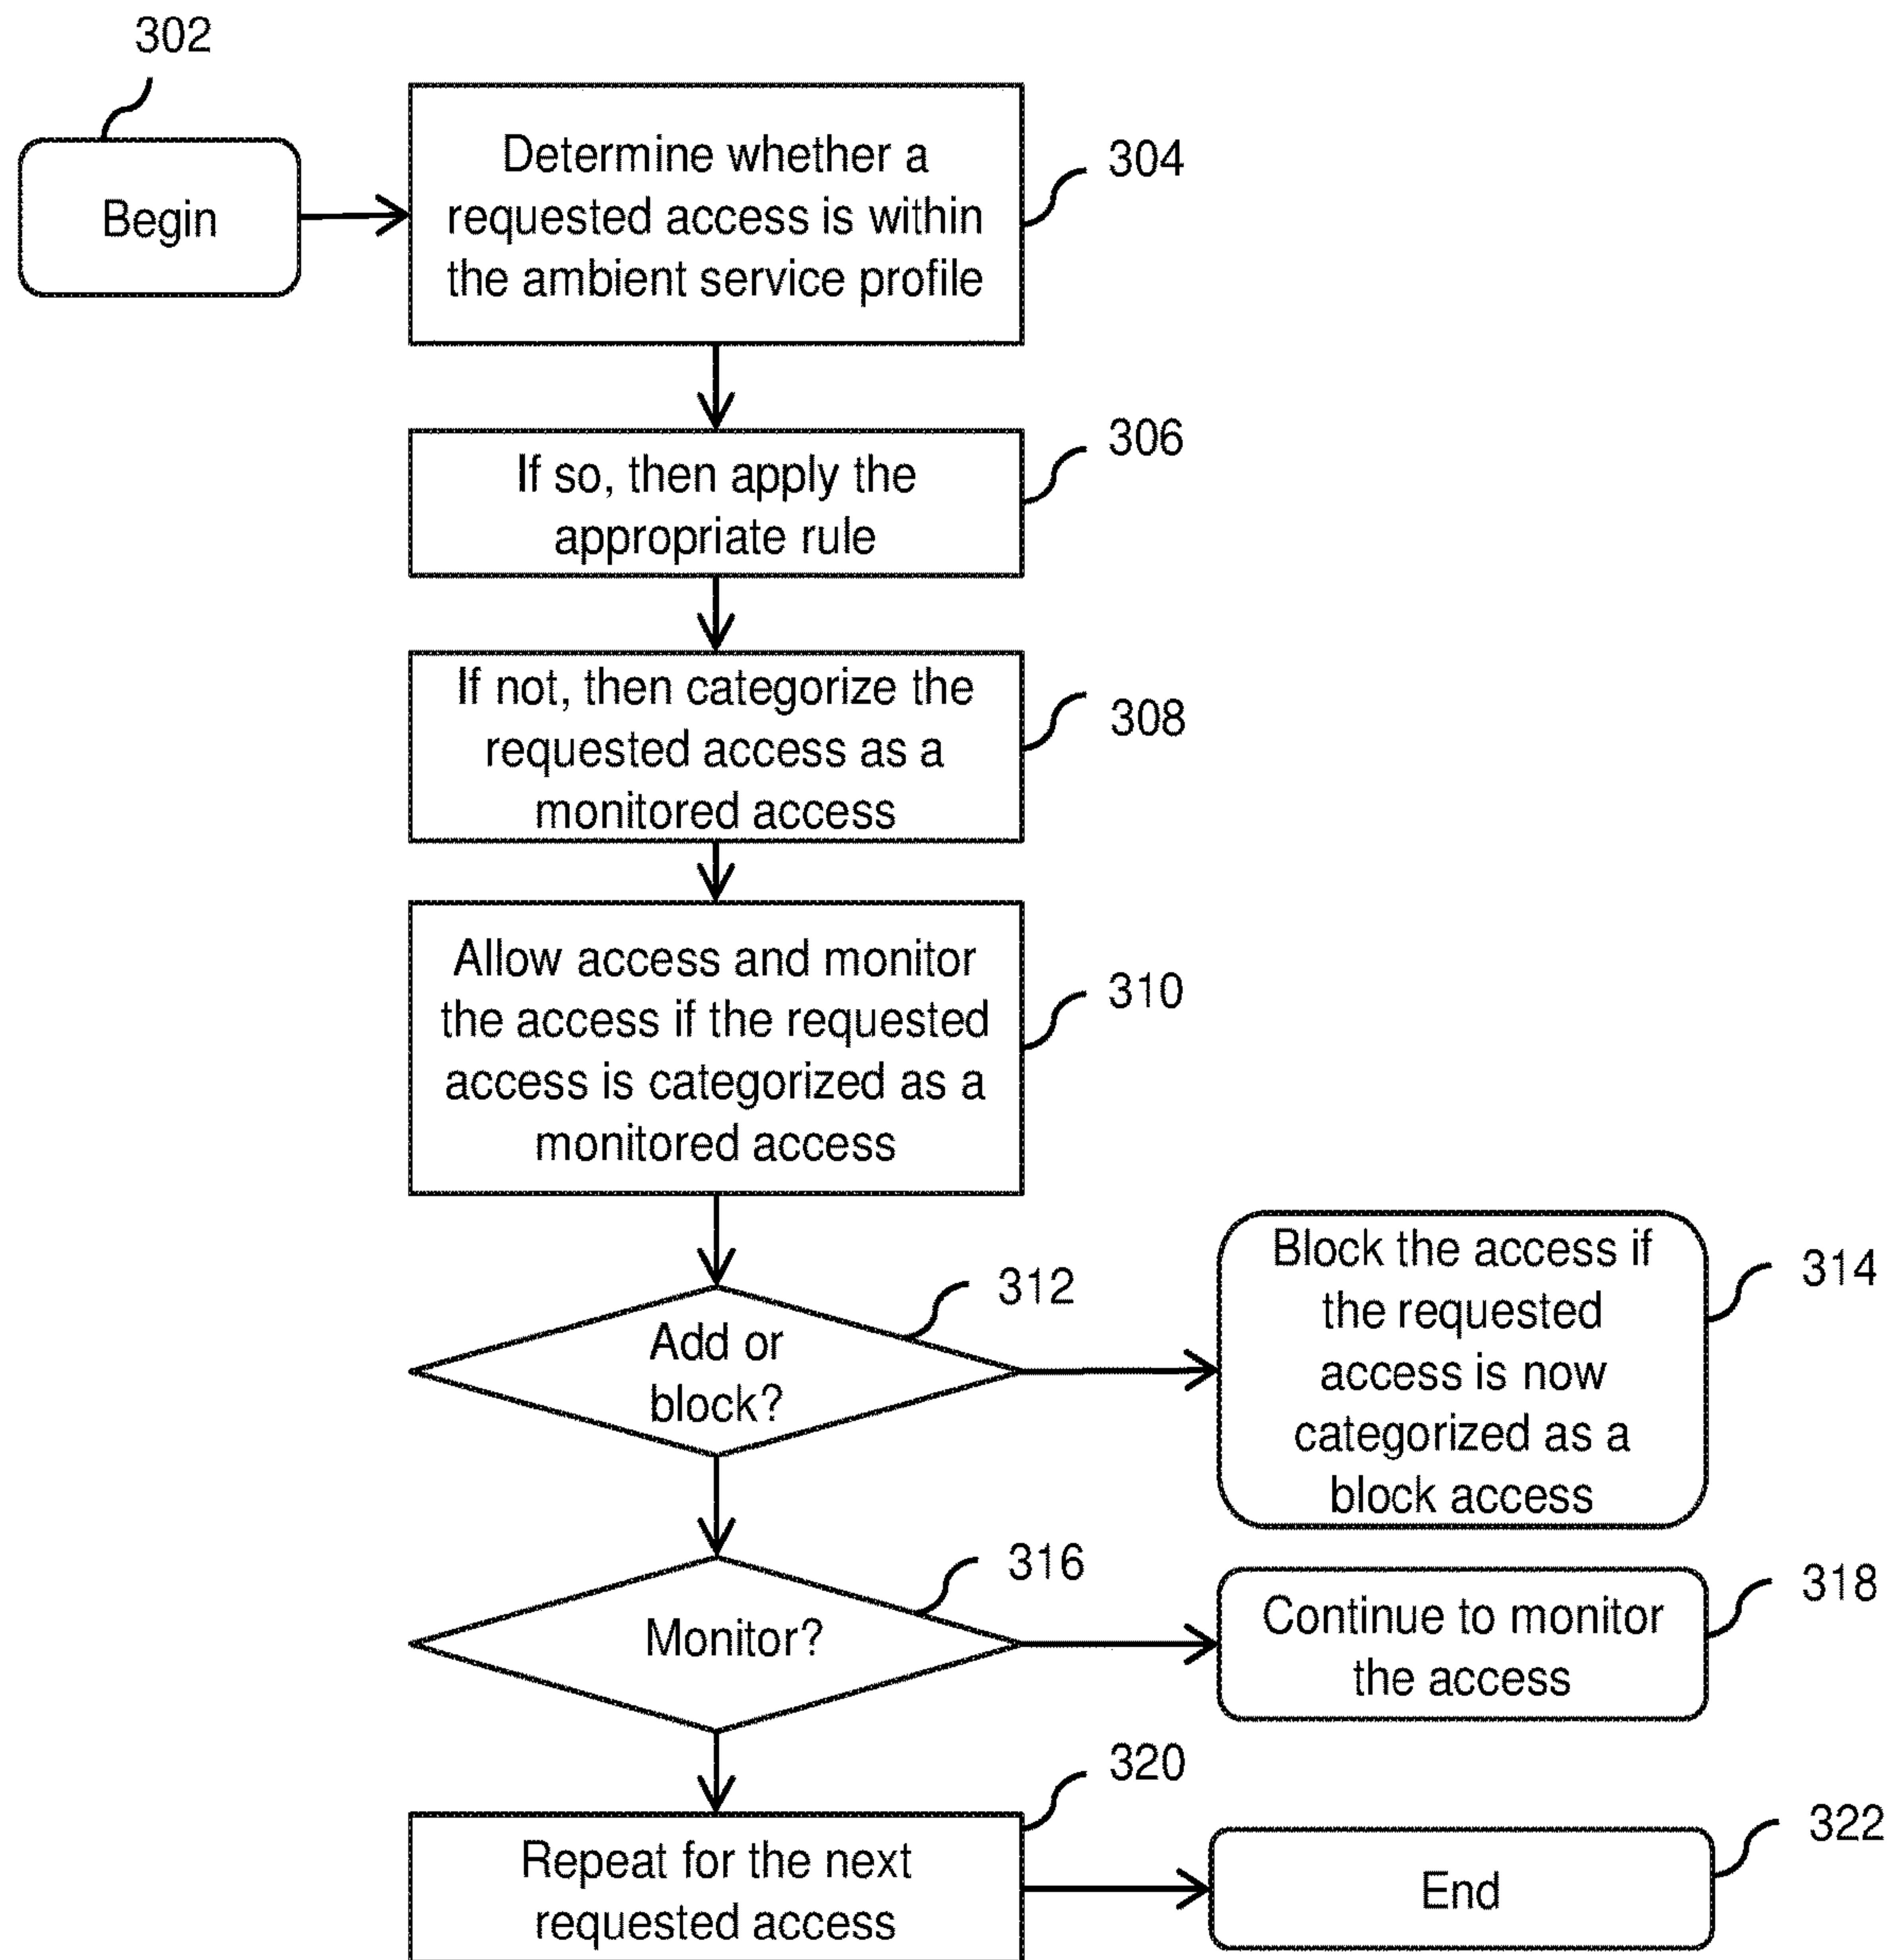 302
Begin
Determine whether a
requested access is within
the ambient service profile
304
If so, then apply the
appropriate rule
306
If not, then categorize the
requested access as a
monitored access
308
Allow access and monitor
the access if the requested
access is categorized as a
monitored access
310
Add or
block?
312
Block the access if
the requested
access is now
categorized as a
block access
314
Monitor?
316
Continue to monitor
the access
318
Repeat for the next
requested access
320
End
322